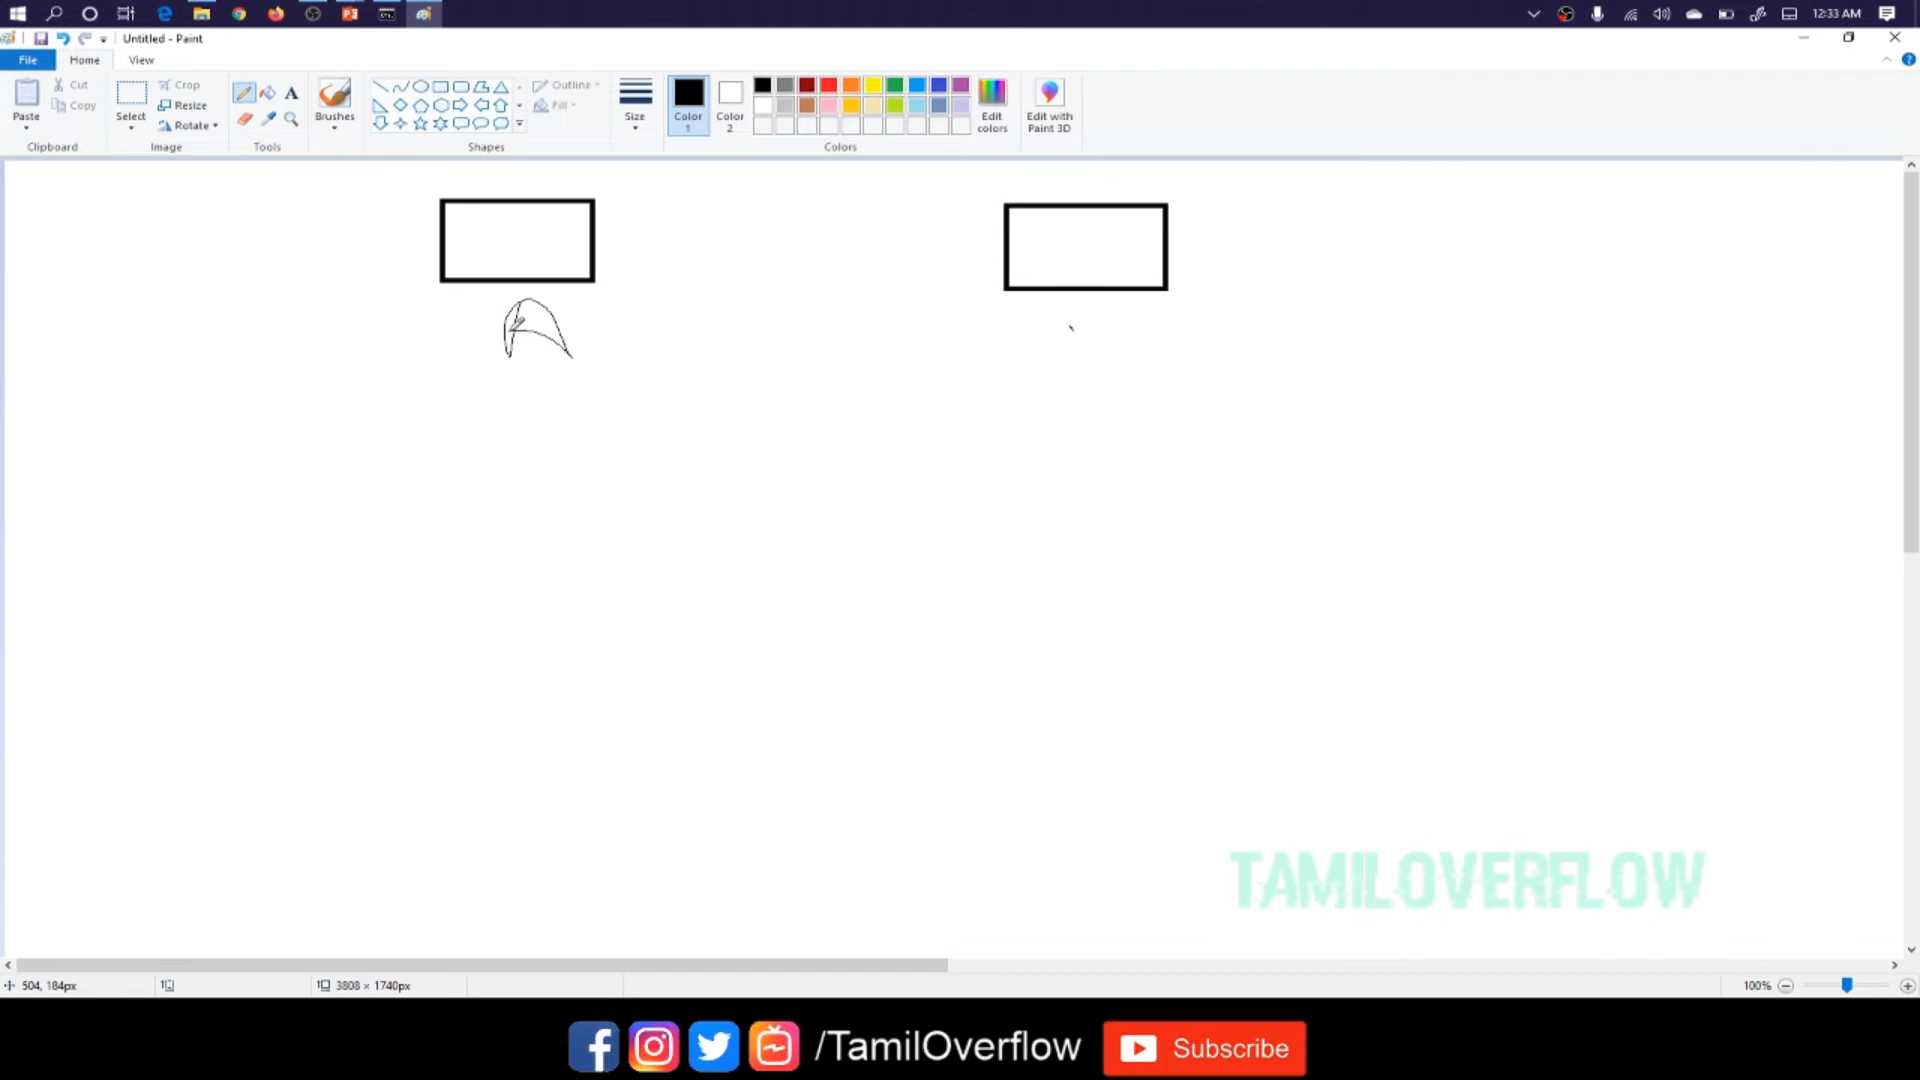 12:33 AM
Untitled - Paint
File Home View
Paste Cut Copy Select Crop Resize Rotate Brushes Outline Fill Size Color 1 Color 2 Edit colors Edit with Paint 3D
Clipboard Image Tools Shapes Colors
A
TAMILOVERFLOW
504, 184px 3808 × 1740px 100%
/TamilOverflow Subscribe